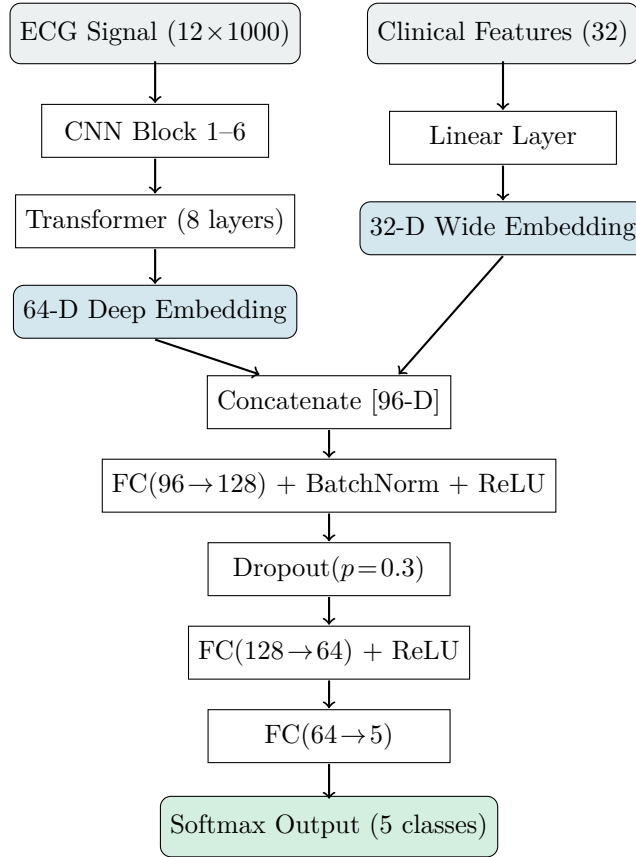 ECG Signal (12×1000)
Clinical Features (32)
CNN Block 1–6
Linear Layer
Transformer (8 layers)
32-D Wide Embedding
64-D Deep Embedding
Concatenate [96-D]
FC(96→128) + BatchNorm + ReLU
Dropout(p=0.3)
FC(128→64) + ReLU
FC(64→5)
Softmax Output (5 classes)